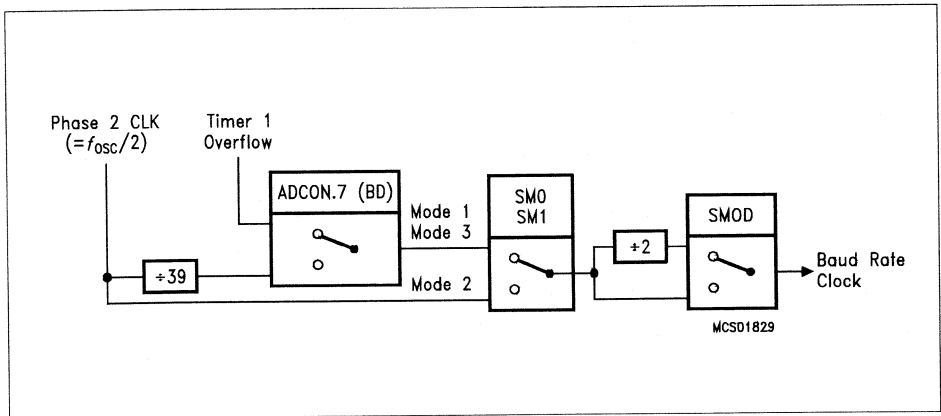 Phase 2 CLK
(=fOSC/2)
Timer 1
Overflow
ADCON.7 (BD)
÷39
Mode 1
Mode 3
Mode 2
SM0
SM1
÷2
SMOD
Baud Rate
Clock
MCS01829